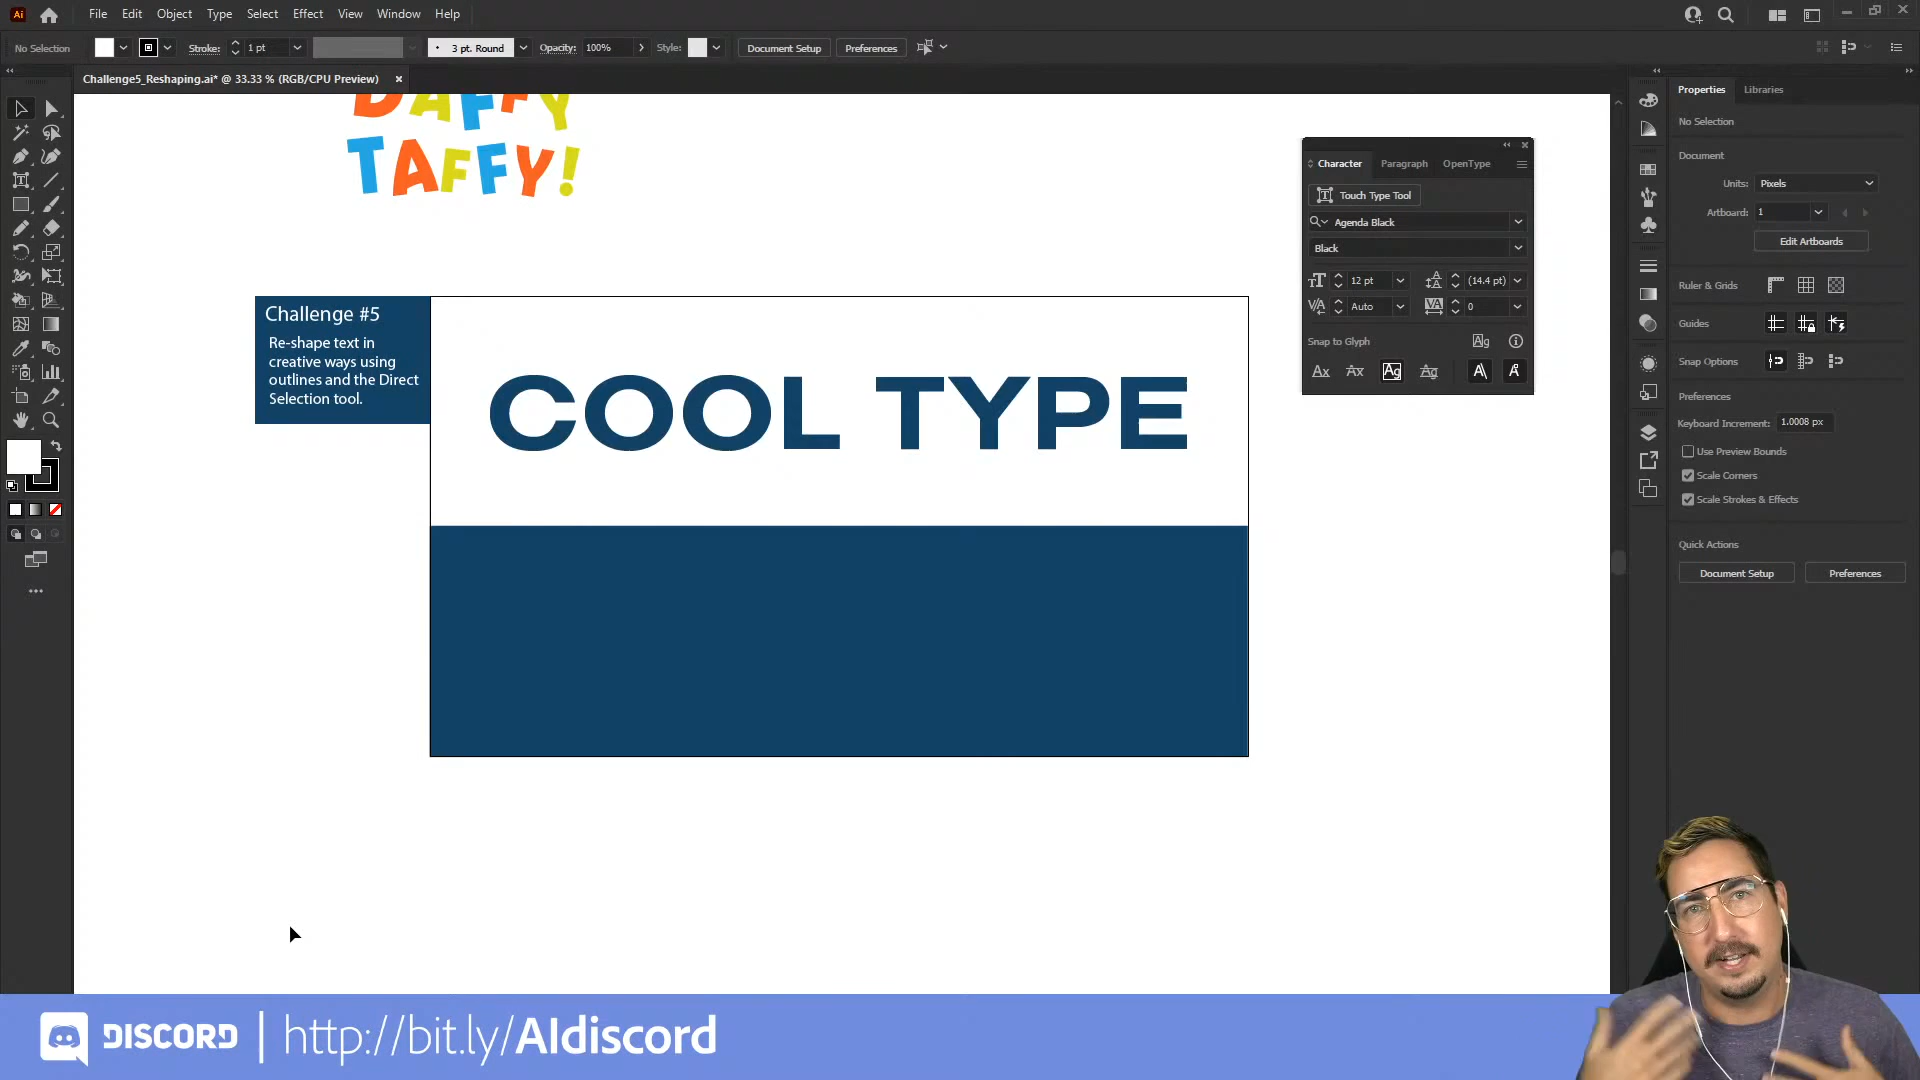 Ai File Edit Object Type Select Effect View Window Help
No Selection Stroke: 1 pt 3 pt. Round Opacity: 100% Style: Document Setup Preferences
Challenge5_Reshaping.ai* @ 33.33 % (RGB/CPU Preview) ×
DAFFY
TAFFY!
Challenge #5
Re-shape text in
creative ways using
outlines and the Direct
Selection tool.
COOL TYPE
Character Paragraph OpenType
Touch Type Tool
Agenda Black
Black
12 pt (14.4 pt)
Auto 0
Snap to Glyph
Properties Libraries
No Selection
Document
Units: Pixels
Artboard: 1
Edit Artboards
Ruler & Grids
Guides
Snap Options
Preferences
Keyboard Increment: 1.0008 px
Use Preview Bounds
Scale Corners
Scale Strokes & Effects
Quick Actions
Document Setup Preferences
DISCORD | http://bit.ly/AIdiscord